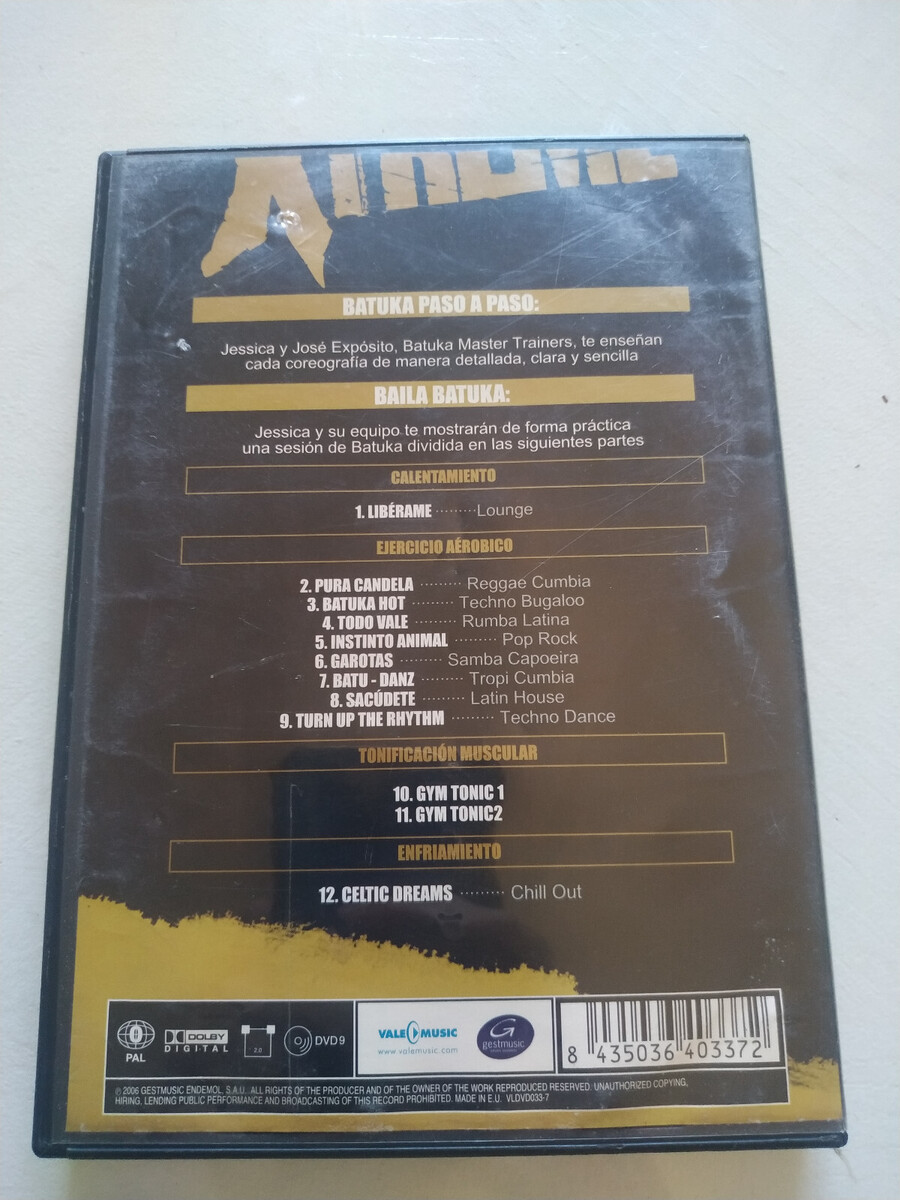 BATUKA PASO A PASO:
Jessica y José Expósito, Batuka Master Trainers, te enseñan
cada coreografía de manera detallada, clara y sencilla
BAILA BATUKA:
Jessica y su equipo te mostrarán de forma práctica
una sesión de Batuka dividida en las siguientes partes
CALENTAMIENTO
1. LIBÉRAME ......... Lounge
EJERCICIO AÉROBICO
2. PURA CANDELA ......... Reggae Cumbia
3. BATUKA HOT ......... Techno Bugaloo
4. TODO VALE ......... Rumba Latina
5. INSTINTO ANIMAL ......... Pop Rock
6. GAROTAS ......... Samba Capoeira
7. BATU - DANZ ......... Tropi Cumbia
8. SACÚDETE ......... Latin House
9. TURN UP THE RHYTHM ......... Techno Dance
TONIFICACIÓN MUSCULAR
10. GYM TONIC 1
11. GYM TONIC2
ENFRIAMIENTO
12. CELTIC DREAMS ......... Chill Out
0
PAL
DOLBY
DIGITAL
2.0
DVD 9
VALE MUSIC
www.valemusic.com
gestmusic
8 435036 403372
℗ 2006 GESTMUSIC ENDEMOL, S.A.U. ALL RIGHTS OF THE PRODUCER AND OF THE OWNER OF THE WORK REPRODUCED RESERVED. UNAUTHORIZED COPYING,
HIRING, LENDING PUBLIC PERFORMANCE AND BROADCASTING OF THIS RECORD PROHIBITED. MADE IN E.U. VLDVD033-7